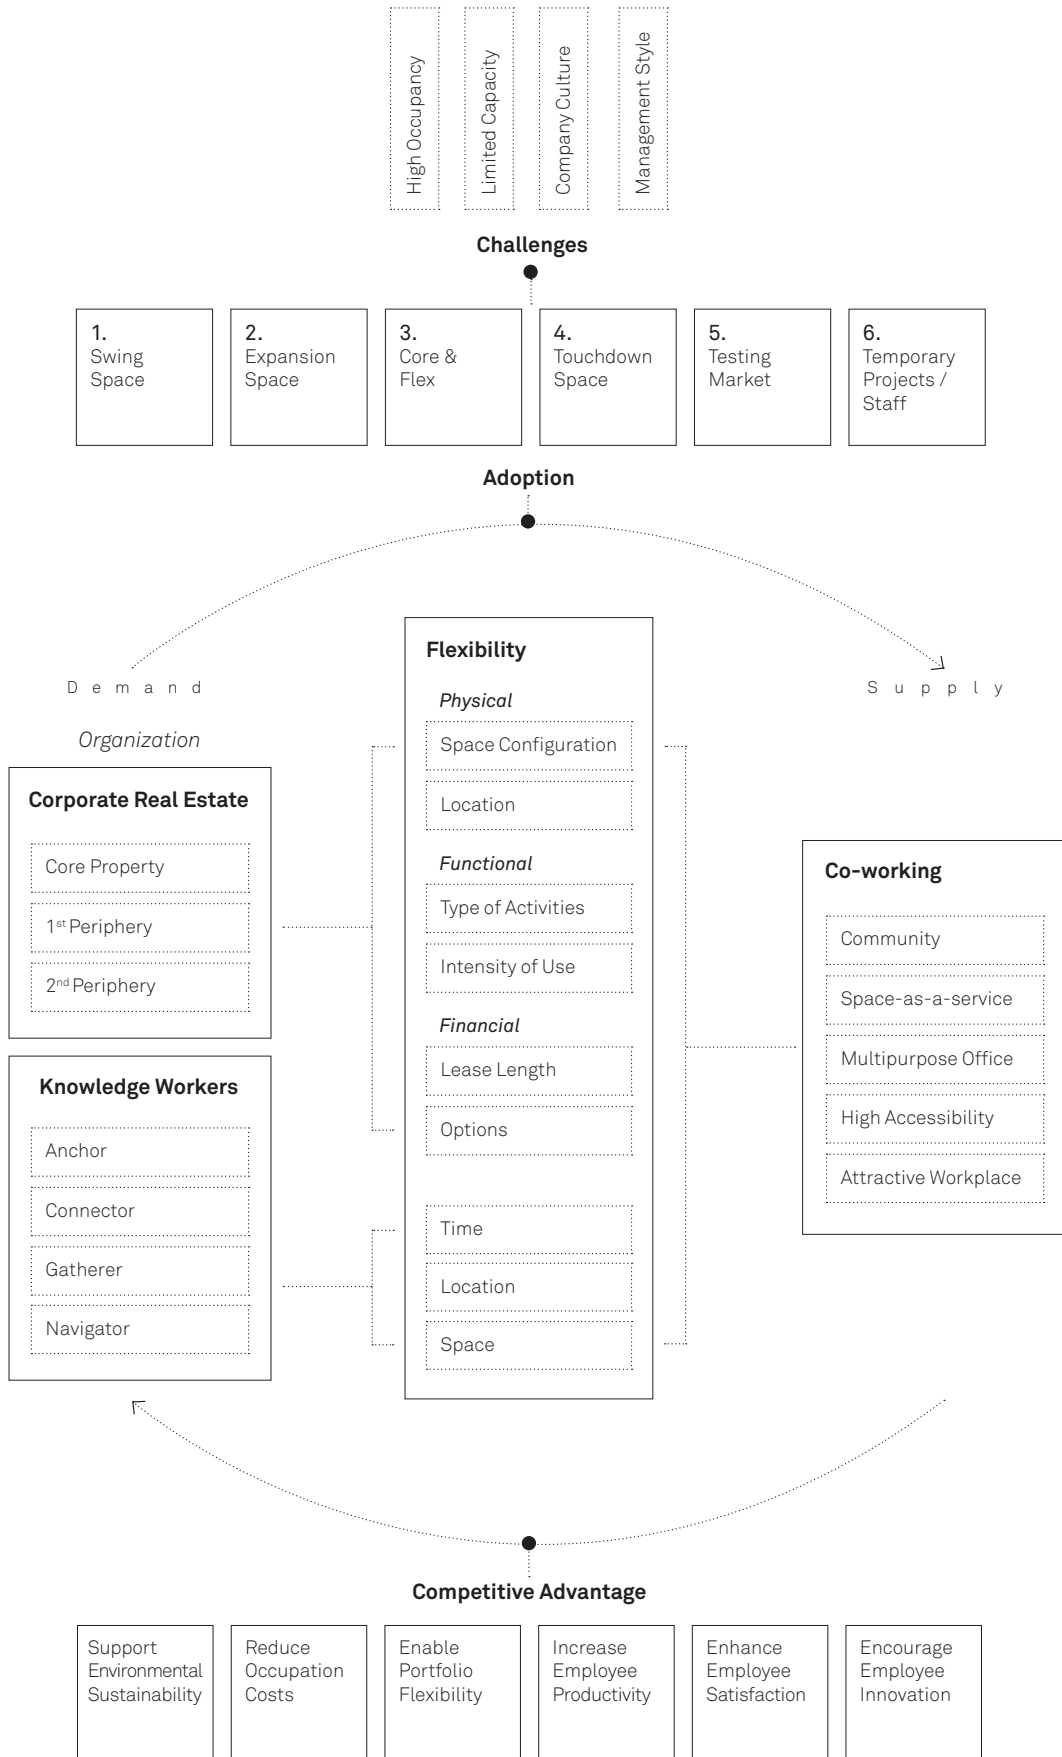 High Occupancy
Limited Capacity
Company Culture
Management Style
Challenges
1.
Swing
Space
2.
Expansion
Space
3.
Core &
Flex
4.
Touchdown
Space
5.
Testing
Market
6.
Temporary
Projects /
Staff
Adoption
Demand
Supply
Organization
Corporate Real Estate
Core Property
1st Periphery
2nd Periphery
Knowledge Workers
Anchor
Connector
Gatherer
Navigator
Flexibility
Physical
Space Configuration
Location
Functional
Type of Activities
Intensity of Use
Financial
Lease Length
Options
Time
Location
Space
Co-working
Community
Space-as-a-service
Multipurpose Office
High Accessibility
Attractive Workplace
Competitive Advantage
Support
Environmental
Sustainability
Reduce
Occupation
Costs
Enable
Portfolio
Flexibility
Increase
Employee
Productivity
Enhance
Employee
Satisfaction
Encourage
Employee
Innovation